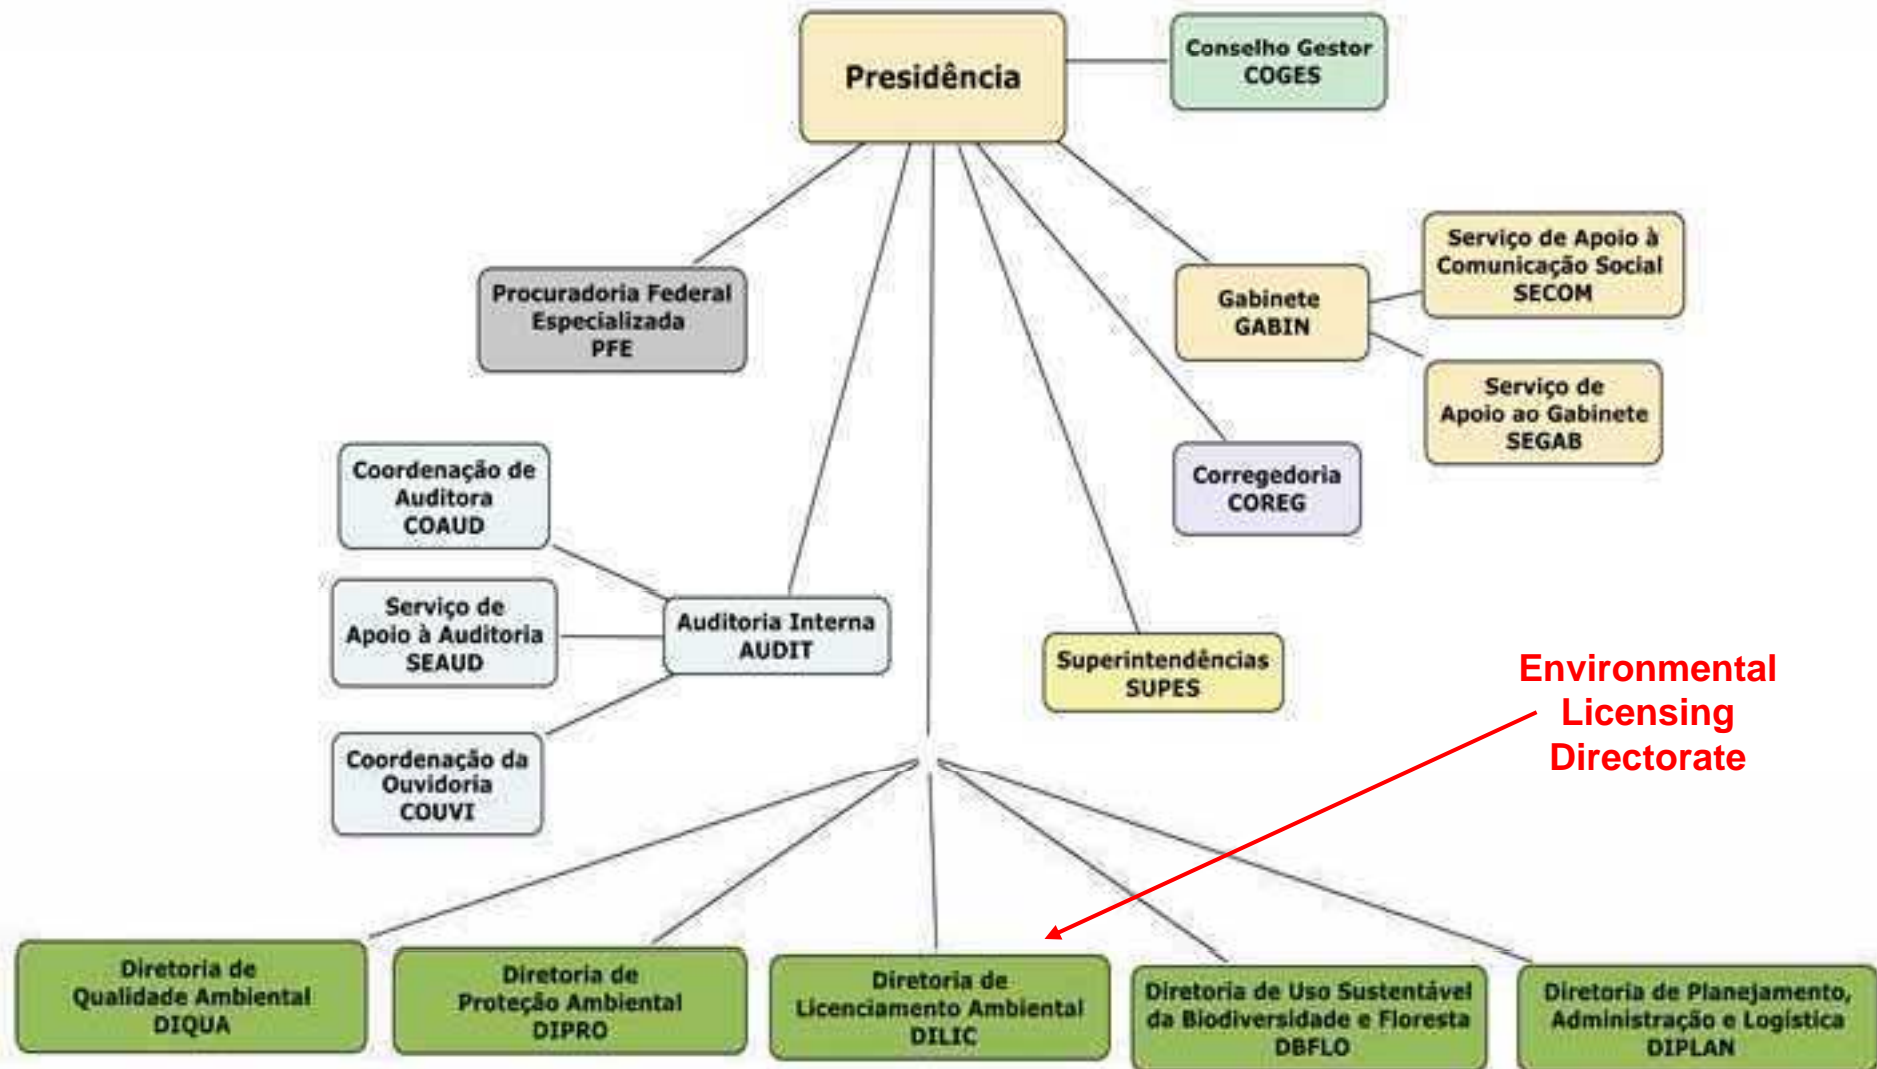 Presidência
Conselho Gestor
COGES
Procuradoria Federal
Especializada
PFE
Gabinete
GABIN
Serviço de Apoio à
Comunicação Social
SECOM
Serviço de
Apoio ao Gabinete
SEGAB
Coordenação de
Auditora
COAUD
Corregedoria
COREG
Serviço de
Apoio à Auditoria
SEAUD
Auditoria Interna
AUDIT
Superintendências
SUPES
Environmental
Licensing
Directorate
Coordenação da
Ouvidoria
COUVI
Diretoria de
Qualidade Ambiental
DIQUA
Diretoria de
Proteção Ambiental
DIPRO
Diretoria de
Licenciamento Ambiental
DILIC
Diretoria de Uso Sustentável
da Biodiversidade e Floresta
DBFLO
Diretoria de Planejamento,
Administração e Logística
DIPLAN